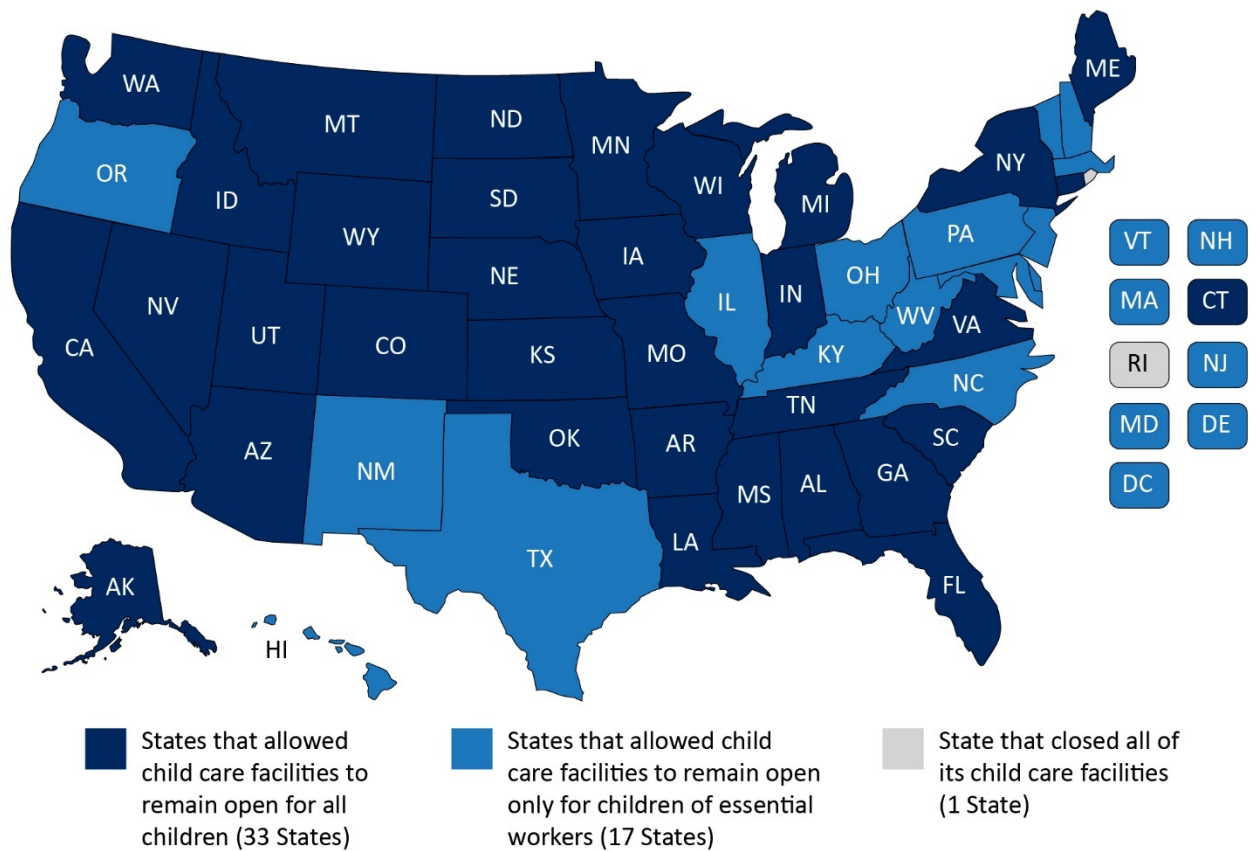 ME
WA
MT
ND
MN
OR
ID
SD
WI
MI
NY
WY
IA
PA
NE
OH
IL
IN
NV
UT
CO
WV
VA
CA
KS
MO
KY
NC
TN
AZ
NM
OK
AR
SC
MS
AL
GA
LA
TX
FL
AK
HI
VT
NH
MA
CT
RI
NJ
MD
DE
DC
States that allowed
child care facilities to
remain open for all
children (33 States)
States that allowed child
care facilities to remain open
only for children of essential
workers (17 States)
State that closed all of
its child care facilities
(1 State)